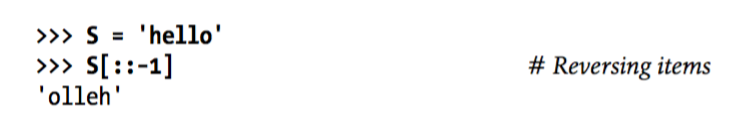 >>> S = 'hello'
>>> S[::-1] # Reversing items
'olleh'